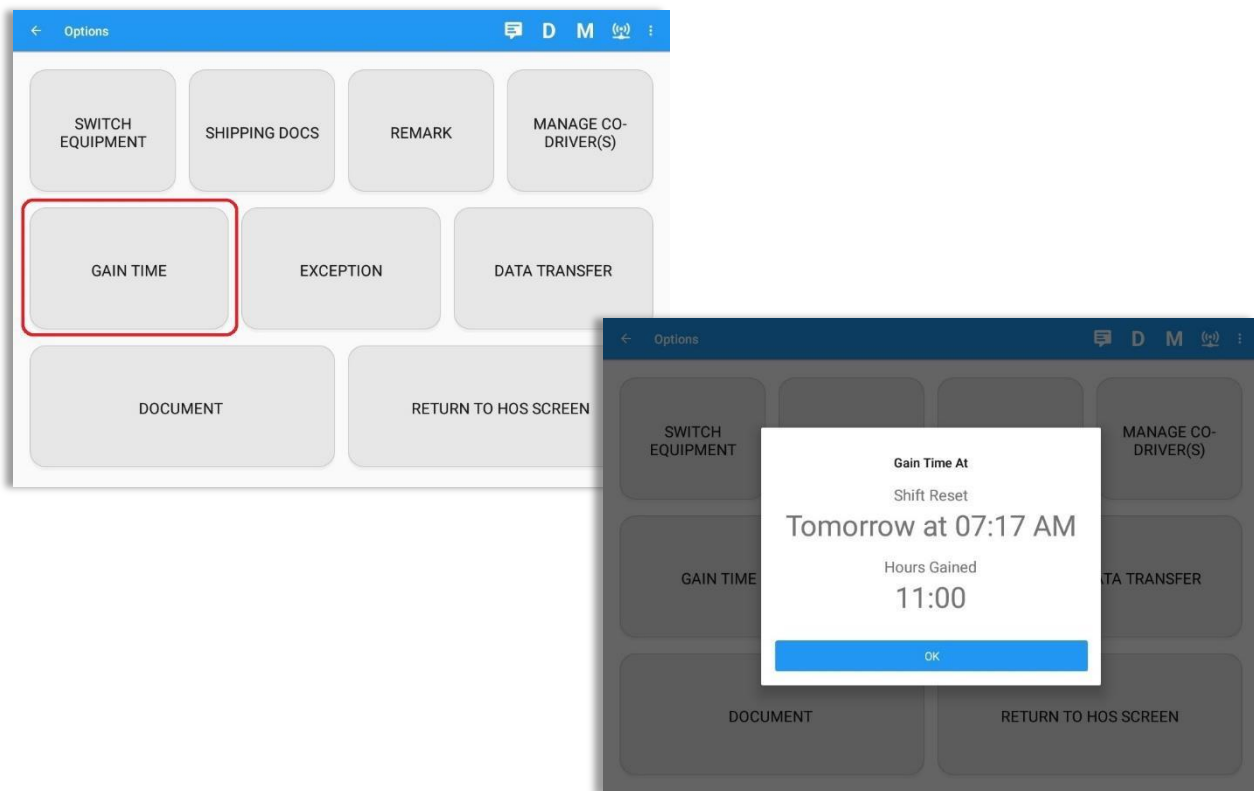 Options
D M
SWITCH
EQUIPMENT
SHIPPING DOCS
REMARK
MANAGE CO-
DRIVER(S)
GAIN TIME
EXCEPTION
DATA TRANSFER
DOCUMENT
RETURN TO HOS SCREEN
Options
D M
SWITCH
EQUIPMENT
MANAGE CO-
DRIVER(S)
GAIN TIME
TA TRANSFER
DOCUMENT
RETURN TO HOS SCREEN
Gain Time At
Shift Reset
Tomorrow at 07:17 AM
Hours Gained
11:00
OK